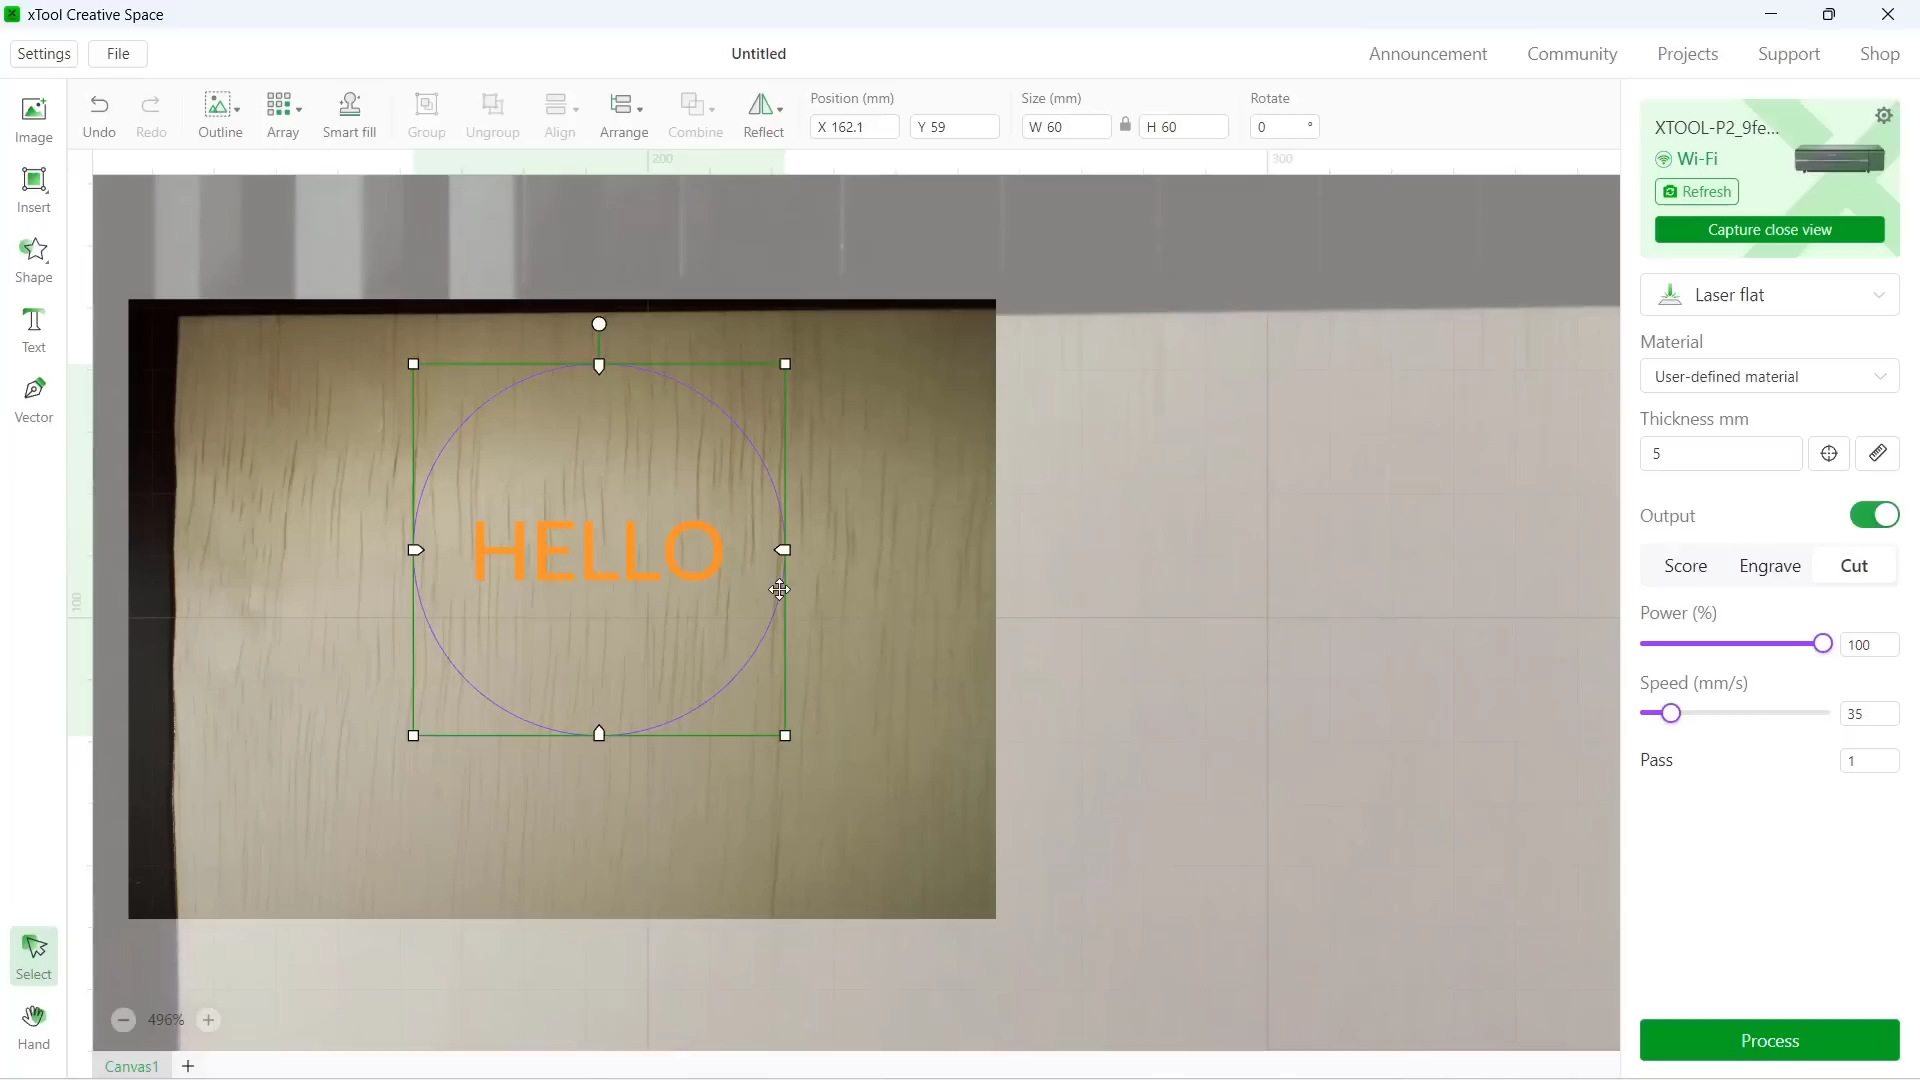 xTool Creative Space
Settings File Untitled Announcement Community Projects Support Shop
Image
Insert
Shape
Text
Vector
Select
Hand
Undo Redo Outline Array Smart fill Group Ungroup Align Arrange Combine Reflect
Position (mm) Size (mm) Rotate
X 162.1 Y 59 W 60 H 60 0 °
200 300
100
HELLO
496%
Canvas1
XTOOL-P2_9fe...
Wi-Fi
Refresh
Capture close view
Laser flat
Material
User-defined material
Thickness mm
5
Output
Score Engrave Cut
Power (%)
100
Speed (mm/s)
35
Pass 1
Process